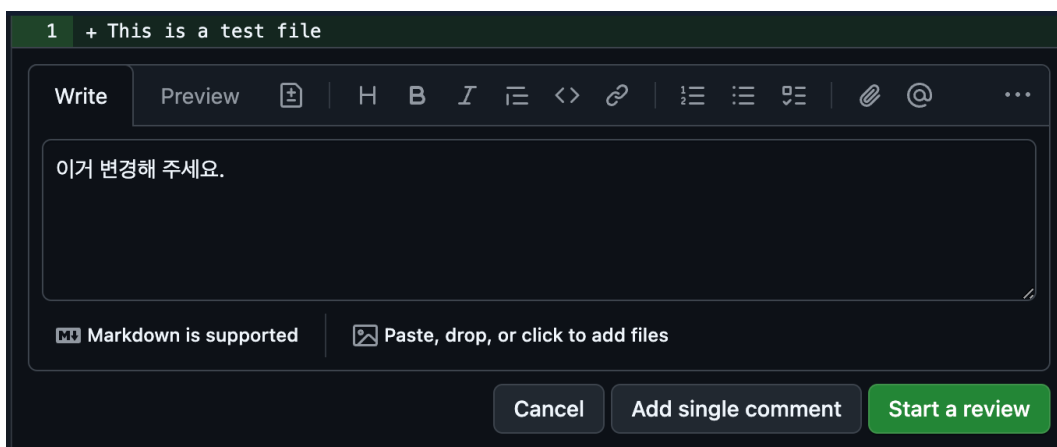 1 + This is a test file
Write Preview
이거 변경해 주세요.
Markdown is supported Paste, drop, or click to add files
Cancel Add single comment Start a review